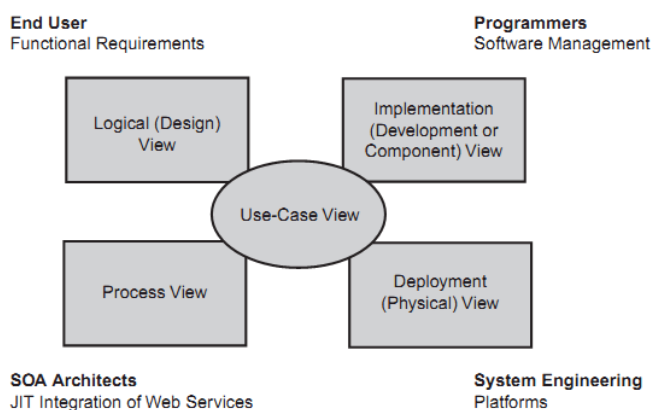 End User
Functional Requirements
Programmers
Software Management
Logical (Design)
View
Implementation
(Development or
Component) View
Use-Case View
Process View
Deployment
(Physical) View
SOA Architects
JIT Integration of Web Services
System Engineering
Platforms